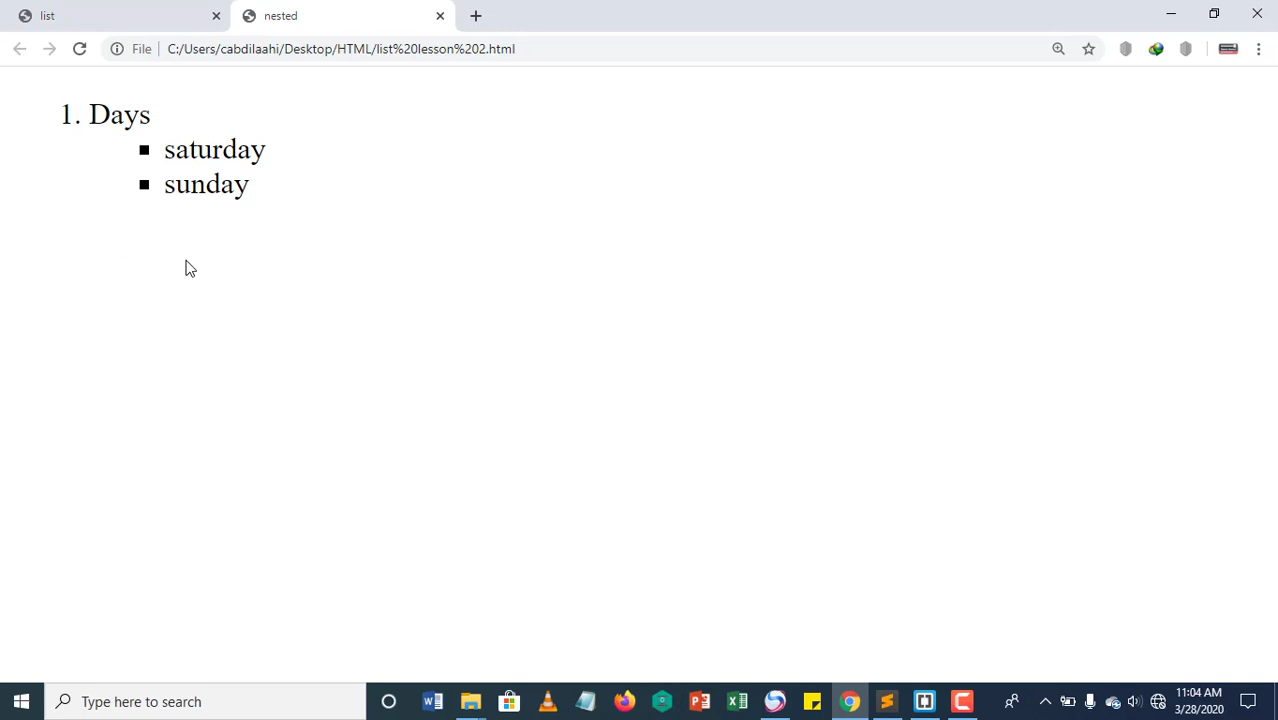 list
nested
File
C:/Users/cabdilaahi/Desktop/HTML/list%20lesson%202.html
1. Days
saturday
sunday
Type here to search
11:04 AM
3/28/2020